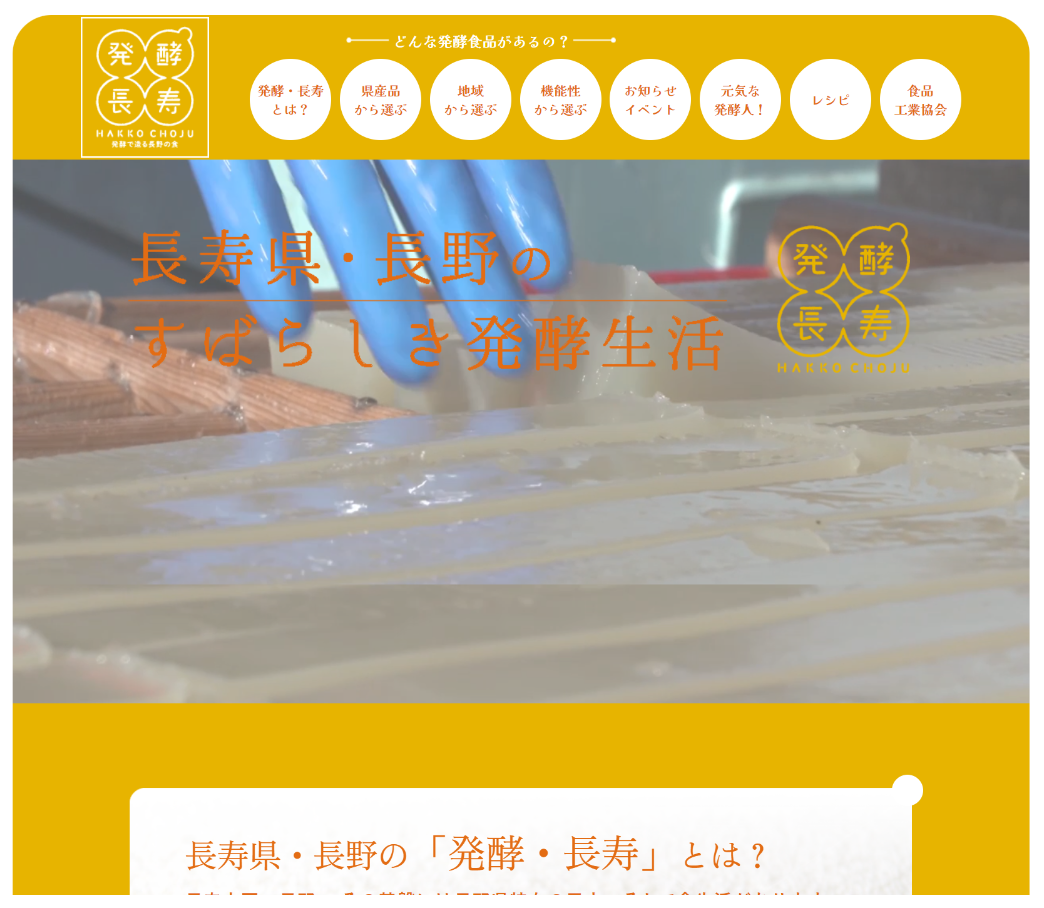 発酵
長寿
HAKKO CHOJU
発酵で造る長野の食
どんな発酵食品があるの？
発酵・長寿
とは？
県産品
から選ぶ
地域
から選ぶ
機能性
から選ぶ
お知らせ
イベント
元気な
発酵人！
レシピ
食品
工業協会
長寿県・長野の
すばらしき発酵生活
発酵
長寿
HAKKO CHOJU
長寿県・長野の「発酵・長寿」とは？